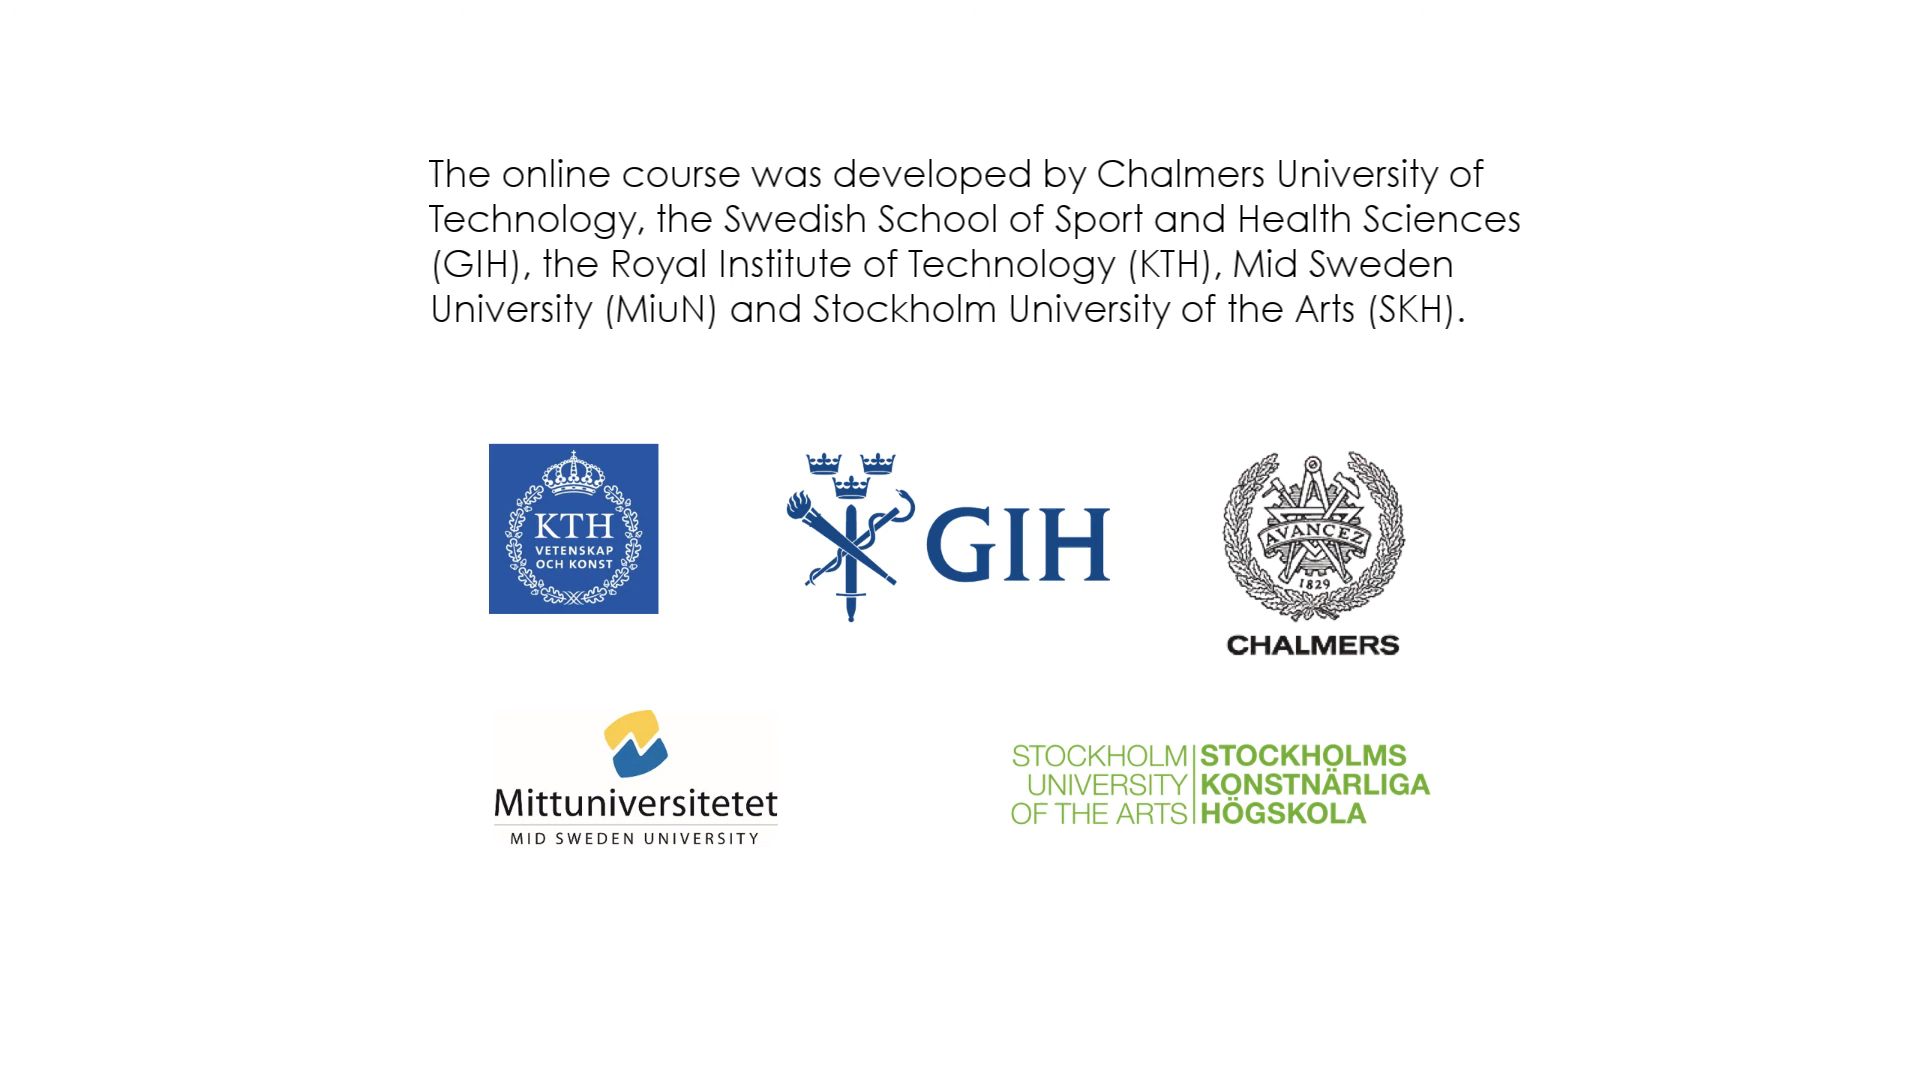 The online course was developed by Chalmers University of
Technology, the Swedish School of Sport and Health Sciences
(GIH), the Royal Institute of Technology (KTH), Mid Sweden
University (MiuN) and Stockholm University of the Arts (SKH).
KTH
VETENSKAP
OCH KONST
GIH
AVANCEZ
1829
CHALMERS
Mittuniversitetet
MID SWEDEN UNIVERSITY
STOCKHOLM
UNIVERSITY
OF THE ARTS
STOCKHOLMS
KONSTNÄRLIGA
HÖGSKOLA